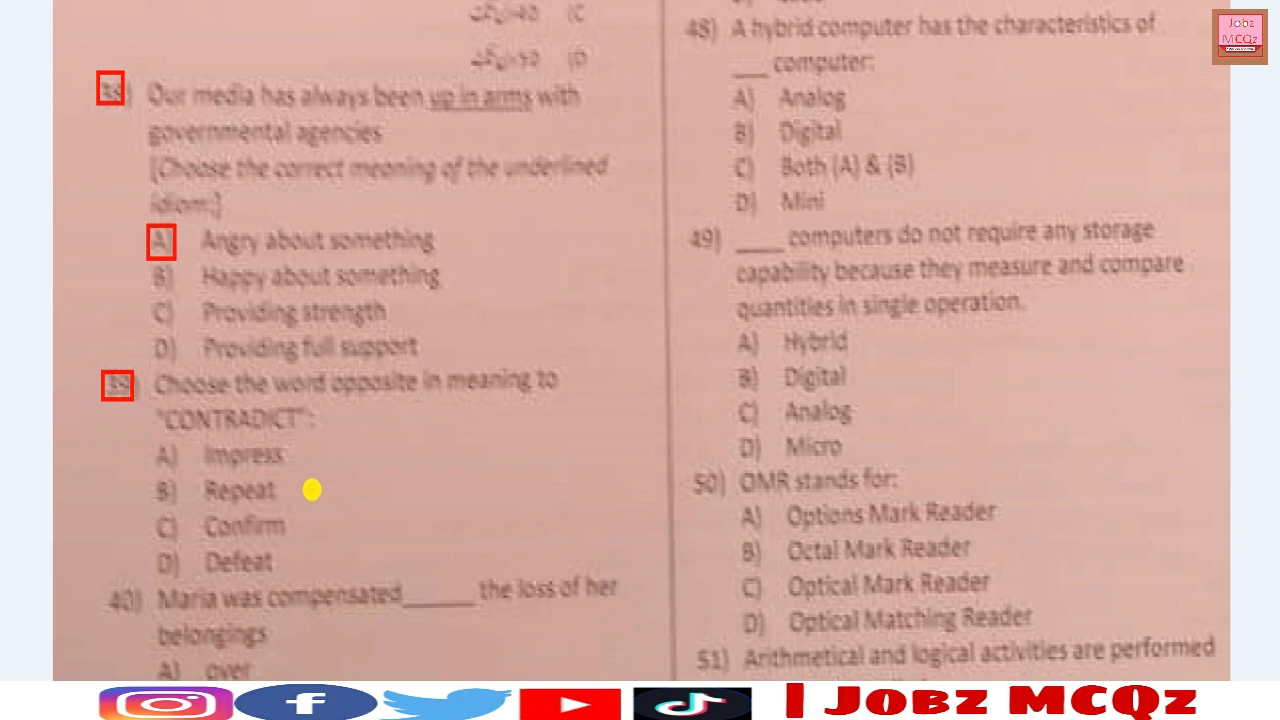 (C
(D
38) Our media has always been up in arms with
governmental agencies
[Choose the correct meaning of the underlined
idiom:]
A) Angry about something
B) Happy about something
C) Providing strength
D) Providing full support
39) Choose the word opposite in meaning to
"CONTRADICT":
A) Impress
B) Repeat
C) Confirm
D) Defeat
40) Maria was compensated______ the loss of her
belongings
A) over
48) A hybrid computer has the characteristics of
___ computer:
A) Analog
B) Digital
C) Both (A) & (B)
D) Mini
49) ____ computers do not require any storage
capability because they measure and compare
quantities in single operation.
A) Hybrid
B) Digital
C) Analog
D) Micro
50) OMR stands for:
A) Options Mark Reader
B) Octal Mark Reader
C) Optical Mark Reader
D) Optical Matching Reader
51) Arithmetical and logical activities are performed
Jobz
MCQz
| Jobz MCQz